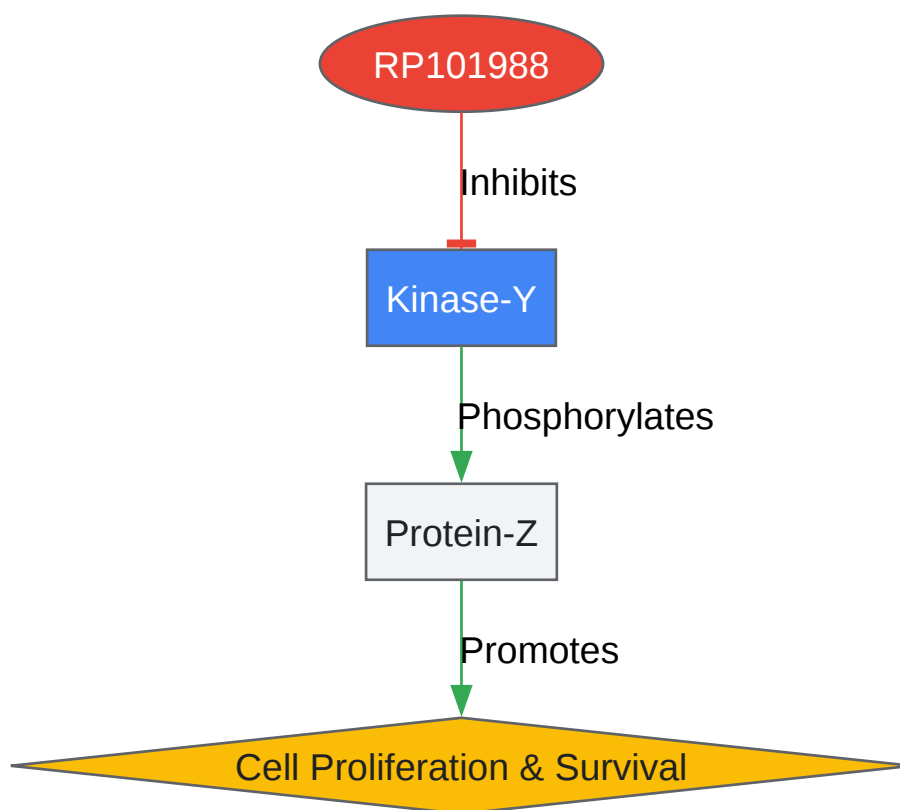 RP101988
Inhibits
Kinase-Y
Phosphorylates
Protein-Z
Promotes
Cell Proliferation & Survival